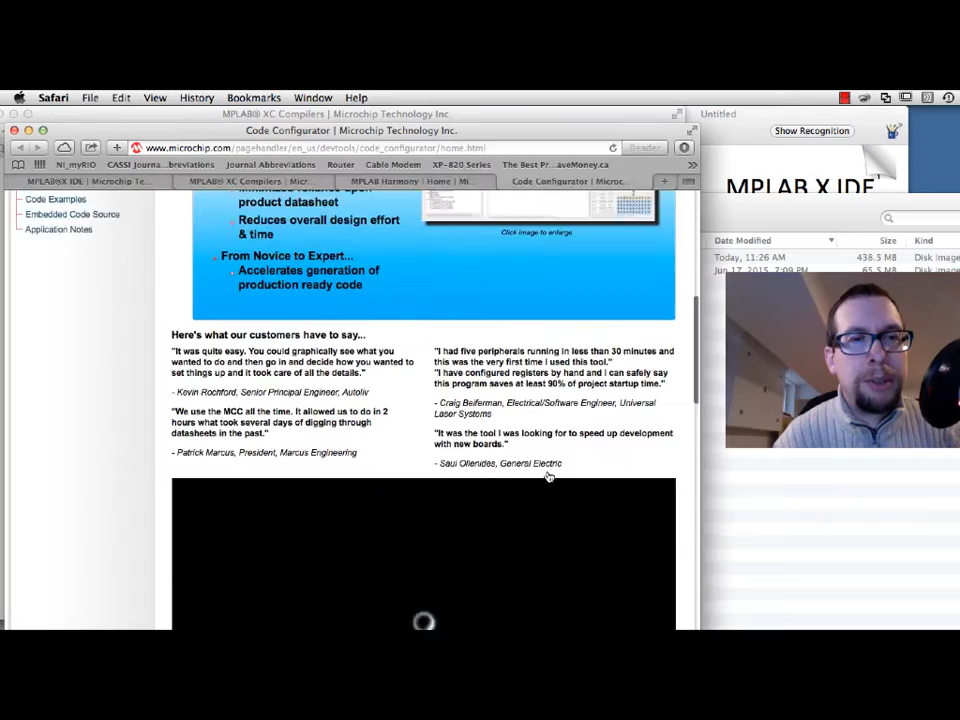 Safari File Edit View History Bookmarks Window Help
MPLAB® XC Compilers | Microchip Technology Inc.
Untitled
Code Configurator | Microchip Technology Inc.
Show Recognition
www.microchip.com/pagehandler/en_us/devtools/code_configurator/home.html
Reader
NI_myRIO CASSI Journa...breviations Journal Abbreviations Router Cable Modem XP-820 Series The Best Pr...aveMoney.ca
MPLAB®X IDE | Microchip Te... MPLAB® XC Compilers | Micr... MPLAB Harmony | Home | Mi... Code Configurator | Microc...
MPLAB X IDE
Code Examples
Embedded Code Source
Application Notes
product datasheet
Reduces overall design effort
& time
Click image to enlarge
From Novice to Expert...
Accelerates generation of
production ready code
Date Modified Size Kind
Today, 11:26 AM 438.5 MB Disk Image
Jun 17, 2015, 7:09 PM 65.5 MB Disk Image
Here's what our customers have to say...
"It was quite easy. You could graphically see what you
wanted to do and then go in and decide how you wanted to
set things up and it took care of all the details."
- Kevin Rochford, Senior Principal Engineer, Autoliv
"We use the MCC all the time. It allowed us to do in 2
hours what took several days of digging through
datasheets in the past."
- Patrick Marcus, President, Marcus Engineering
"I had five peripherals running in less than 30 minutes and
this was the very first time I used this tool."
"I have configured registers by hand and I can safely say
this program saves at least 90% of project startup time."
- Craig Beiferman, Electrical/Software Engineer, Universal
Laser Systems
"It was the tool I was looking for to speed up development
with new boards."
- Saul Olienides, General Electric